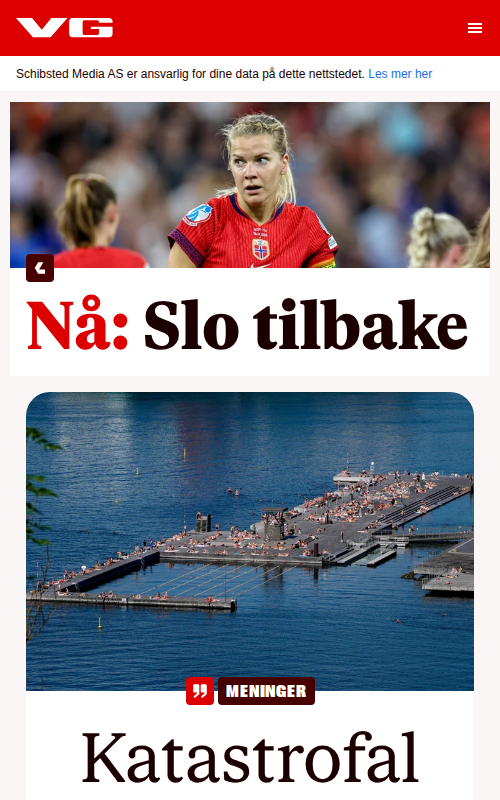 VG
Schibsted Media AS er ansvarlig for dine data på dette nettstedet. Les mer her
Nå: Slo tilbake
MENINGER
Katastrofal